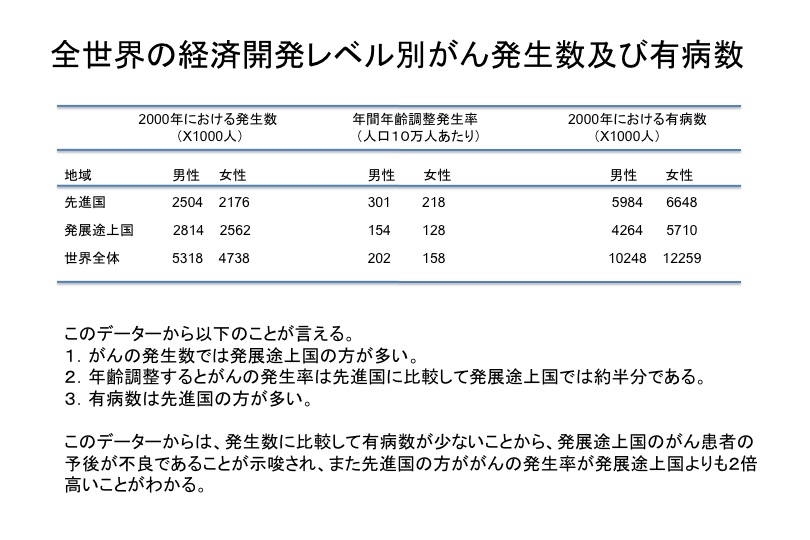 全世界の経済開発レベル別がん発生数及び有病数
2000年における発生数 年間年齢調整発生率 2000年における有病数
（X1000人） （人口１０万人あたり） （X1000人）
地域 男性 女性 男性 女性 男性 女性
先進国 2504 2176 301 218 5984 6648
発展途上国 2814 2562 154 128 4264 5710
世界全体 5318 4738 202 158 10248 12259
このデーターから以下のことが言える。
１．がんの発生数では発展途上国の方が多い。
２．年齢調整するとがんの発生率は先進国に比較して発展途上国では約半分である。
３．有病数は先進国の方が多い。
このデーターからは、発生数に比較して有病数が少ないことから、発展途上国のがん患者の
予後が不良であることが示唆され、また先進国の方ががんの発生率が発展途上国よりも２倍
高いことがわかる。